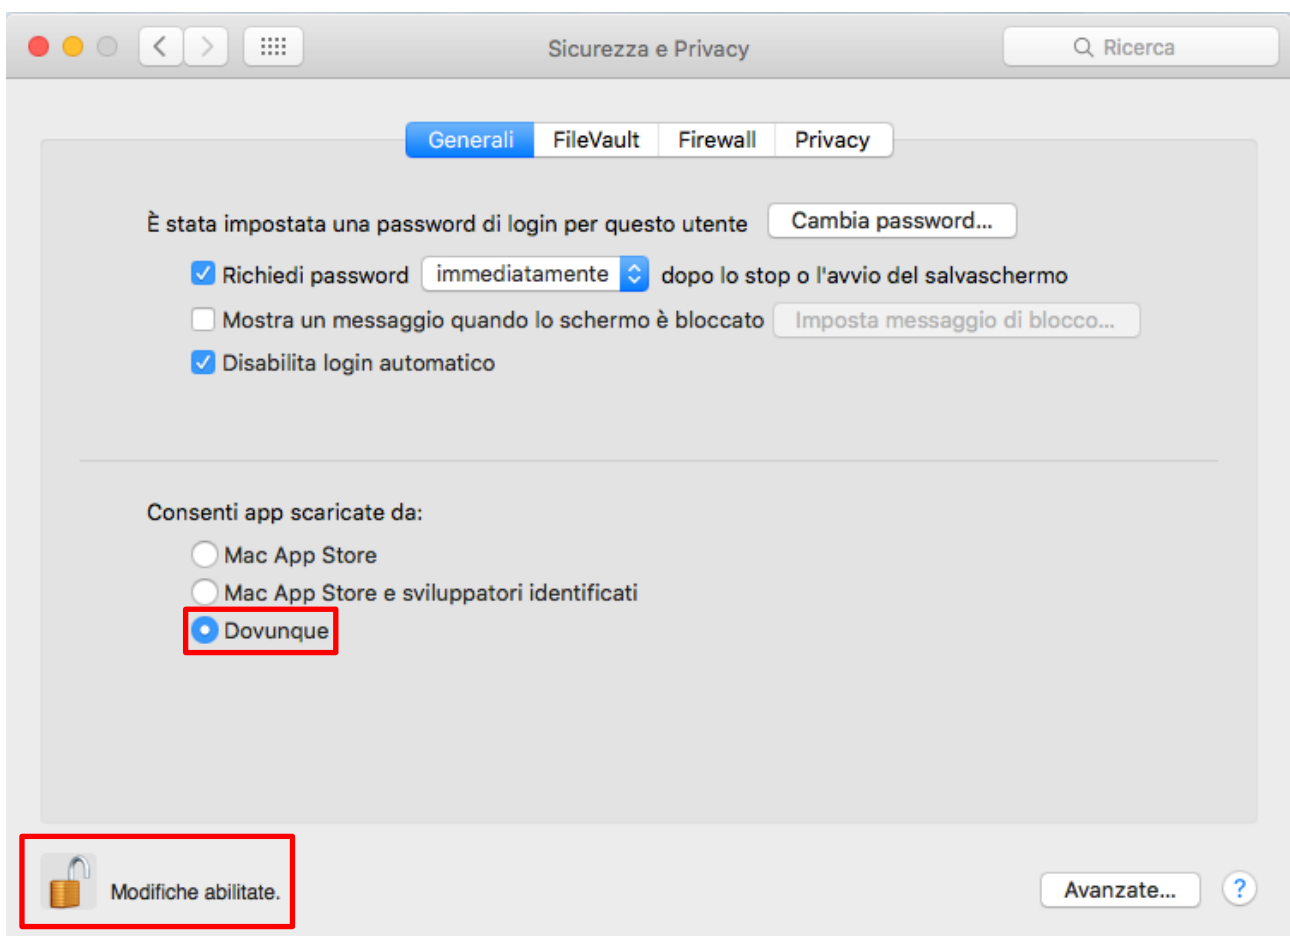 Sicurezza e Privacy
Ricerca
Generali FileVault Firewall Privacy
È stata impostata una password di login per questo utente Cambia password...
Richiedi password immediatamente dopo lo stop o l'avvio del salvaschermo
Mostra un messaggio quando lo schermo è bloccato Imposta messaggio di blocco...
Disabilita login automatico
Consenti app scaricate da:
Mac App Store
Mac App Store e sviluppatori identificati
Dovunque
Modifiche abilitate.
Avanzate... ?